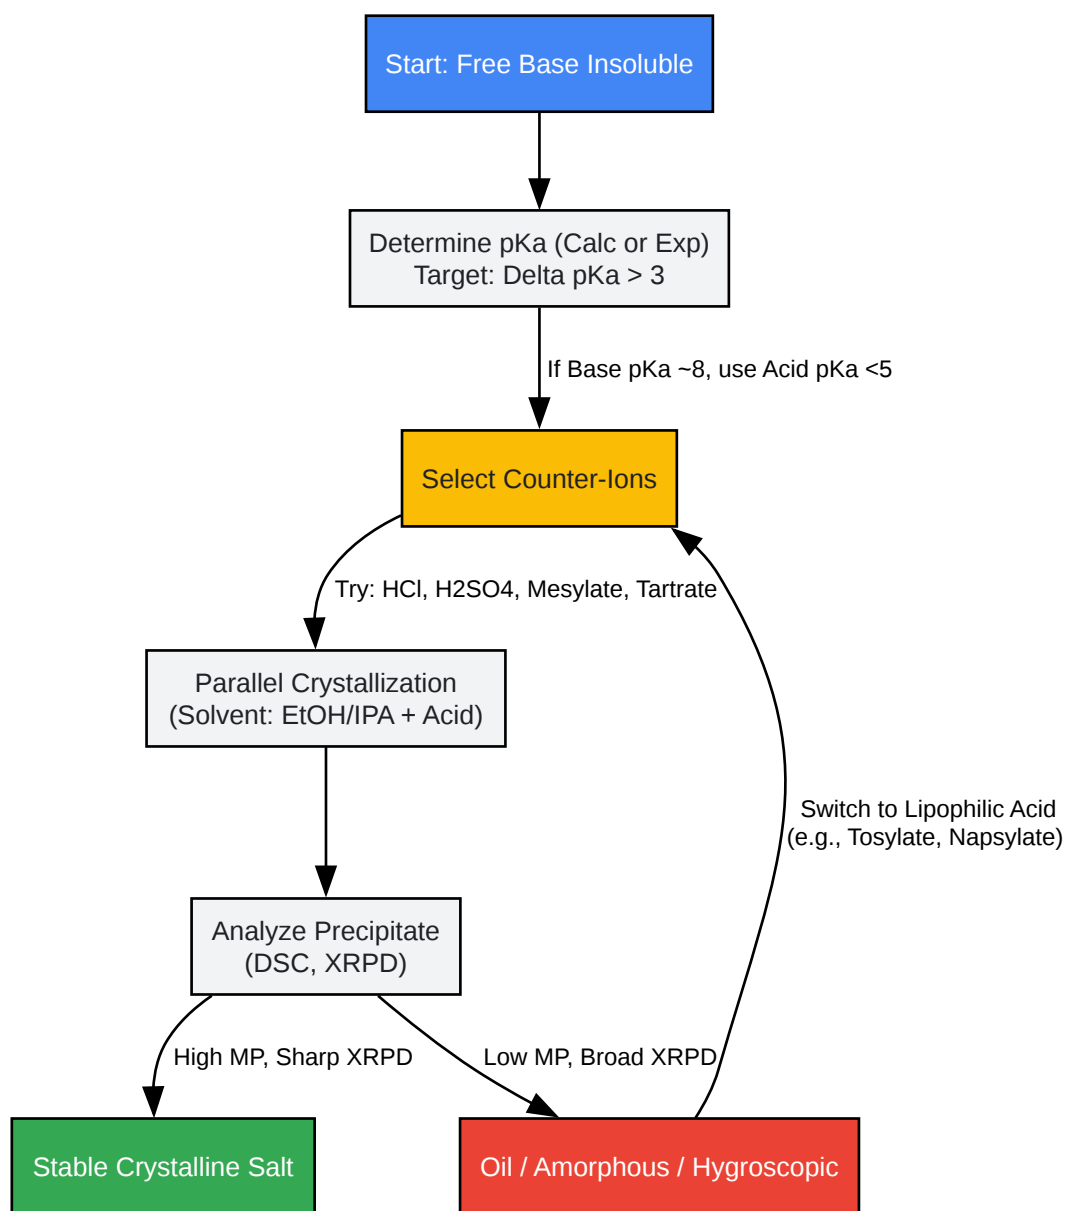 Start: Free Base Insoluble
Determine pKa (Calc or Exp)
Target: Delta pKa > 3
If Base pKa ~8, use Acid pKa <5
Select Counter-Ions
Try: HCl, H2SO4, Mesylate, Tartrate
Parallel Crystallization
(Solvent: EtOH/IPA + Acid)
Switch to Lipophilic Acid
(e.g., Tosylate, Napsylate)
Analyze Precipitate
(DSC, XRPD)
High MP, Sharp XRPD
Low MP, Broad XRPD
Stable Crystalline Salt
Oil / Amorphous / Hygroscopic